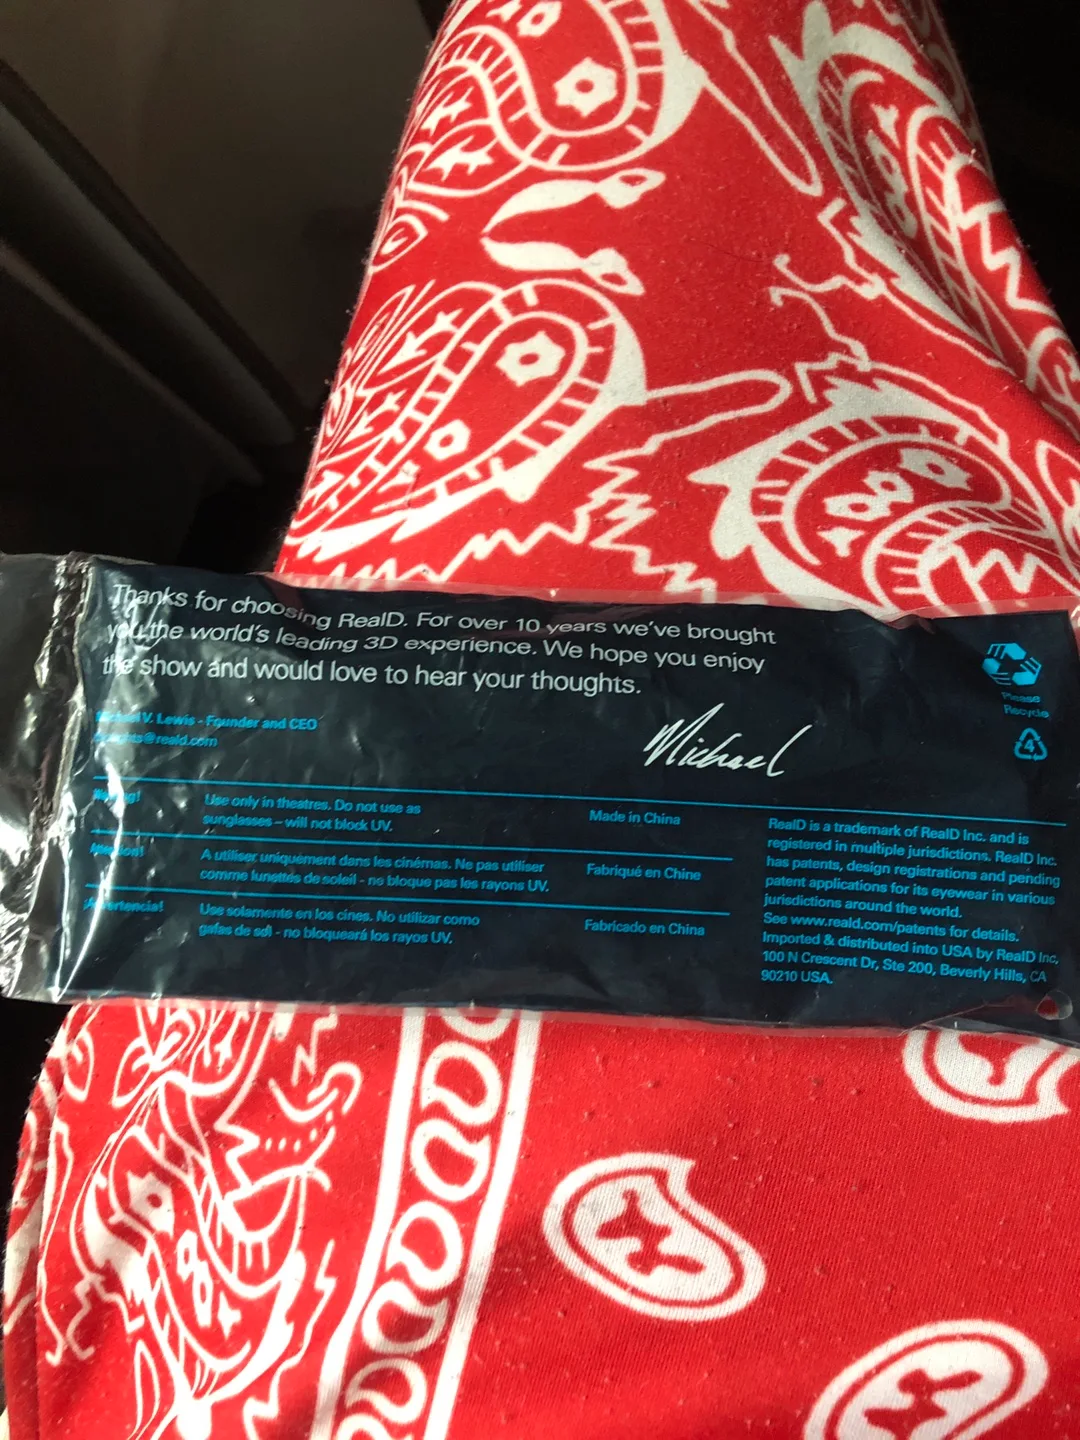 Thanks for choosing RealD. For over 10 years we've brought
you the world's leading 3D experience. We hope you enjoy
the show and would love to hear your thoughts.
Michael
V. Lewis - Founder and CEO
@reald.com
Please
Recycle
4
Use only in theatres. Do not use as
sunglasses – will not block UV.
Made in China
A utiliser uniquement dans les cinémas. Ne pas utiliser
comme lunettes de soleil - ne bloque pas les rayons UV.
Fabriqué en Chine
¡Advertencia!
Use solamente en los cines. No utilizar como
gafas de sol - no bloqueará los rayos UV.
Fabricado en China
RealD is a trademark of RealD Inc. and is
registered in multiple jurisdictions. RealD Inc.
has patents, design registrations and pending
patent applications for its eyewear in various
jurisdictions around the world.
See www.reald.com/patents for details.
Imported & distributed into USA by RealD Inc,
100 N Crescent Dr, Ste 200, Beverly Hills, CA
90210 USA.